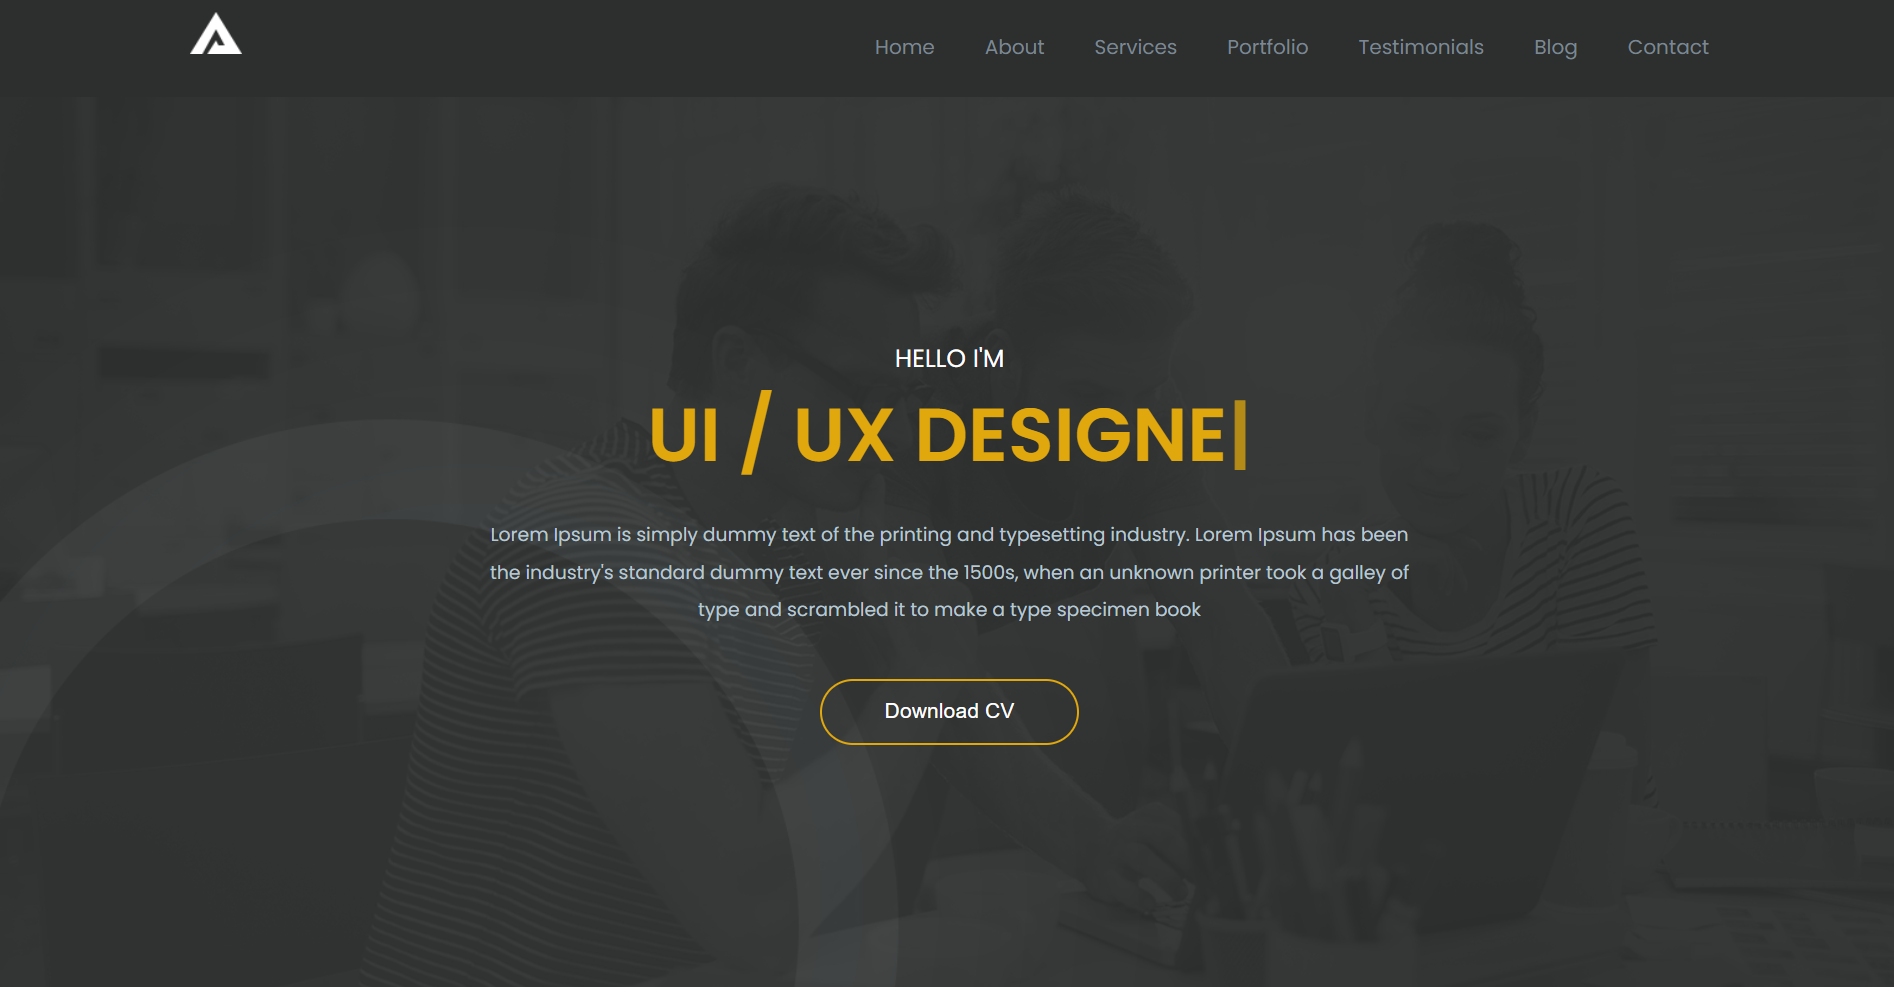 Home About Services Portfolio Testimonials Blog Contact
HELLO I'M
UI / UX DESIGNE
Lorem Ipsum is simply dummy text of the printing and typesetting industry. Lorem Ipsum has been
the industry's standard dummy text ever since the 1500s, when an unknown printer took a galley of
type and scrambled it to make a type specimen book
Download CV